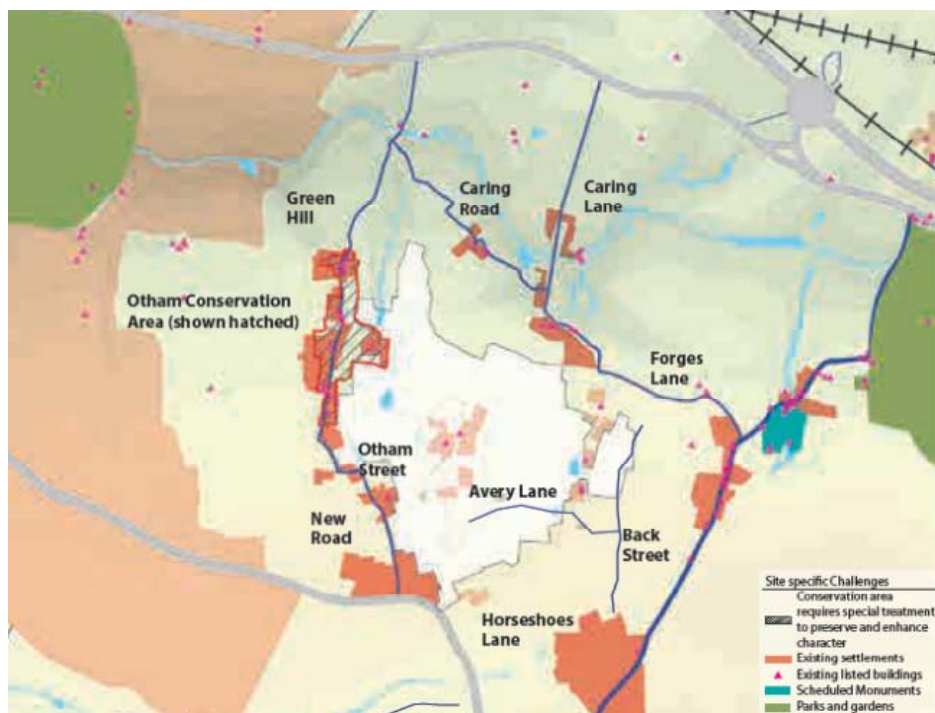 Green
Hill
Caring
Road
Caring
Lane
Otham Conservation
Area (shown hatched)
Forges
Lane
Otham
Street
Avery Lane
New
Road
Back
Street
Horseshoes
Lane
Site specific Challenges
Conservation area
requires special treatment
to preserve and enhance
character
Existing settlements
Existing listed buildings
Scheduled Monuments
Parks and gardens